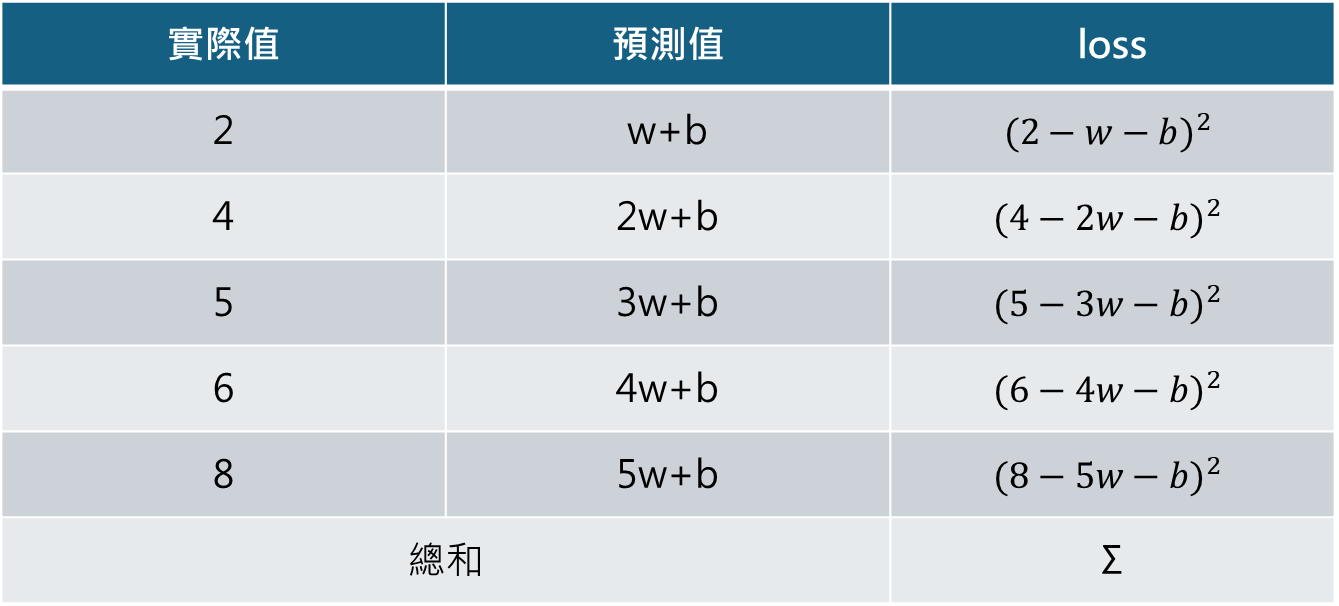 實際值 預測值 loss
2 w+b (2 − w − b)²
4 2w+b (4 − 2w − b)²
5 3w+b (5 − 3w − b)²
6 4w+b (6 − 4w − b)²
8 5w+b (8 − 5w − b)²
總和 Σ